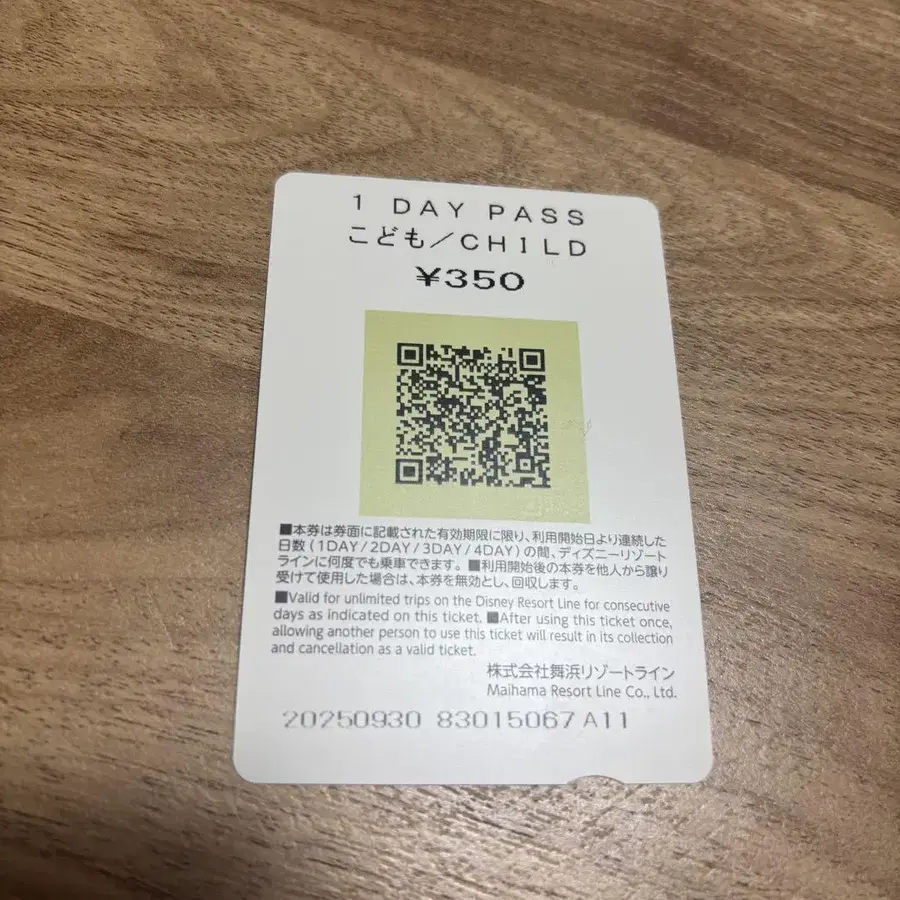 1 DAY PASS
こども／CHILD
¥350
■本券は券面に記載された有効期限に限り、利用開始日より連続した
日数（1DAY/2DAY/3DAY/4DAY）の間、ディズニーリゾート
ラインに何度でも乗車できます。■利用開始後の本券を他人から譲り
受けて使用した場合は、本券を無効とし、回収します。
■Valid for unlimited trips on the Disney Resort Line for consecutive
days as indicated on this ticket. ■After using this ticket once,
allowing another person to use this ticket will result in its collection
and cancellation as a valid ticket.
株式会社舞浜リゾートライン
Maihama Resort Line Co., Ltd.
20250930 83015067 A11